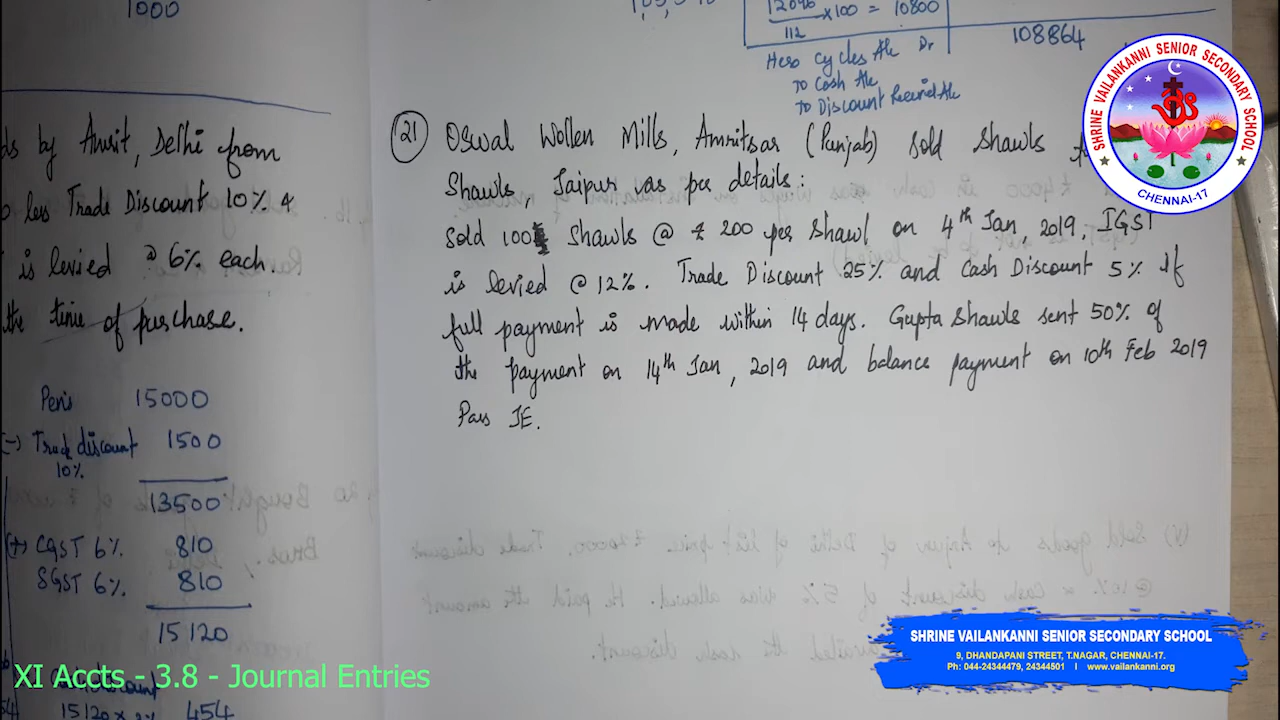 1000
12096
112
x100 = 10800
108864
Hero Cycles A/c Dr
To Cash A/c
To Discount Received A/c
ds by Amrit, Delhi from
less Trade Discount 10% &
is levied @ 6% each.
the time of purchase.
15000
(-) Trade discount 1500
10%
13500
(+) CGST 6% 810
SGST 6% 810
15120
21 Oswal Wollen Mills, Amritsar (Punjab) sold shawls
Shawls, Jaipur as per details:
Sold 100 Shawls @ ₹ 200 per shawl on 4th Jan, 2019, IGST
is levied @ 12%. Trade Discount 25% and Cash Discount 5% if
full payment is made within 14 days. Gupta Shawls sent 50% of
the payment on 14th Jan, 2019 and balance payment on 10th Feb 2019
Pass JE.
454
SHRINE VAILANKANNI SENIOR SECONDARY SCHOOL
CHENNAI-17
SHRINE VAILANKANNI SENIOR SECONDARY SCHOOL
9, DHANDAPANI STREET, T.NAGAR, CHENNAI-17.
Ph: 044-24344479, 24344501 I www.vailankanni.org
XI Accts - 3.8 - Journal Entries